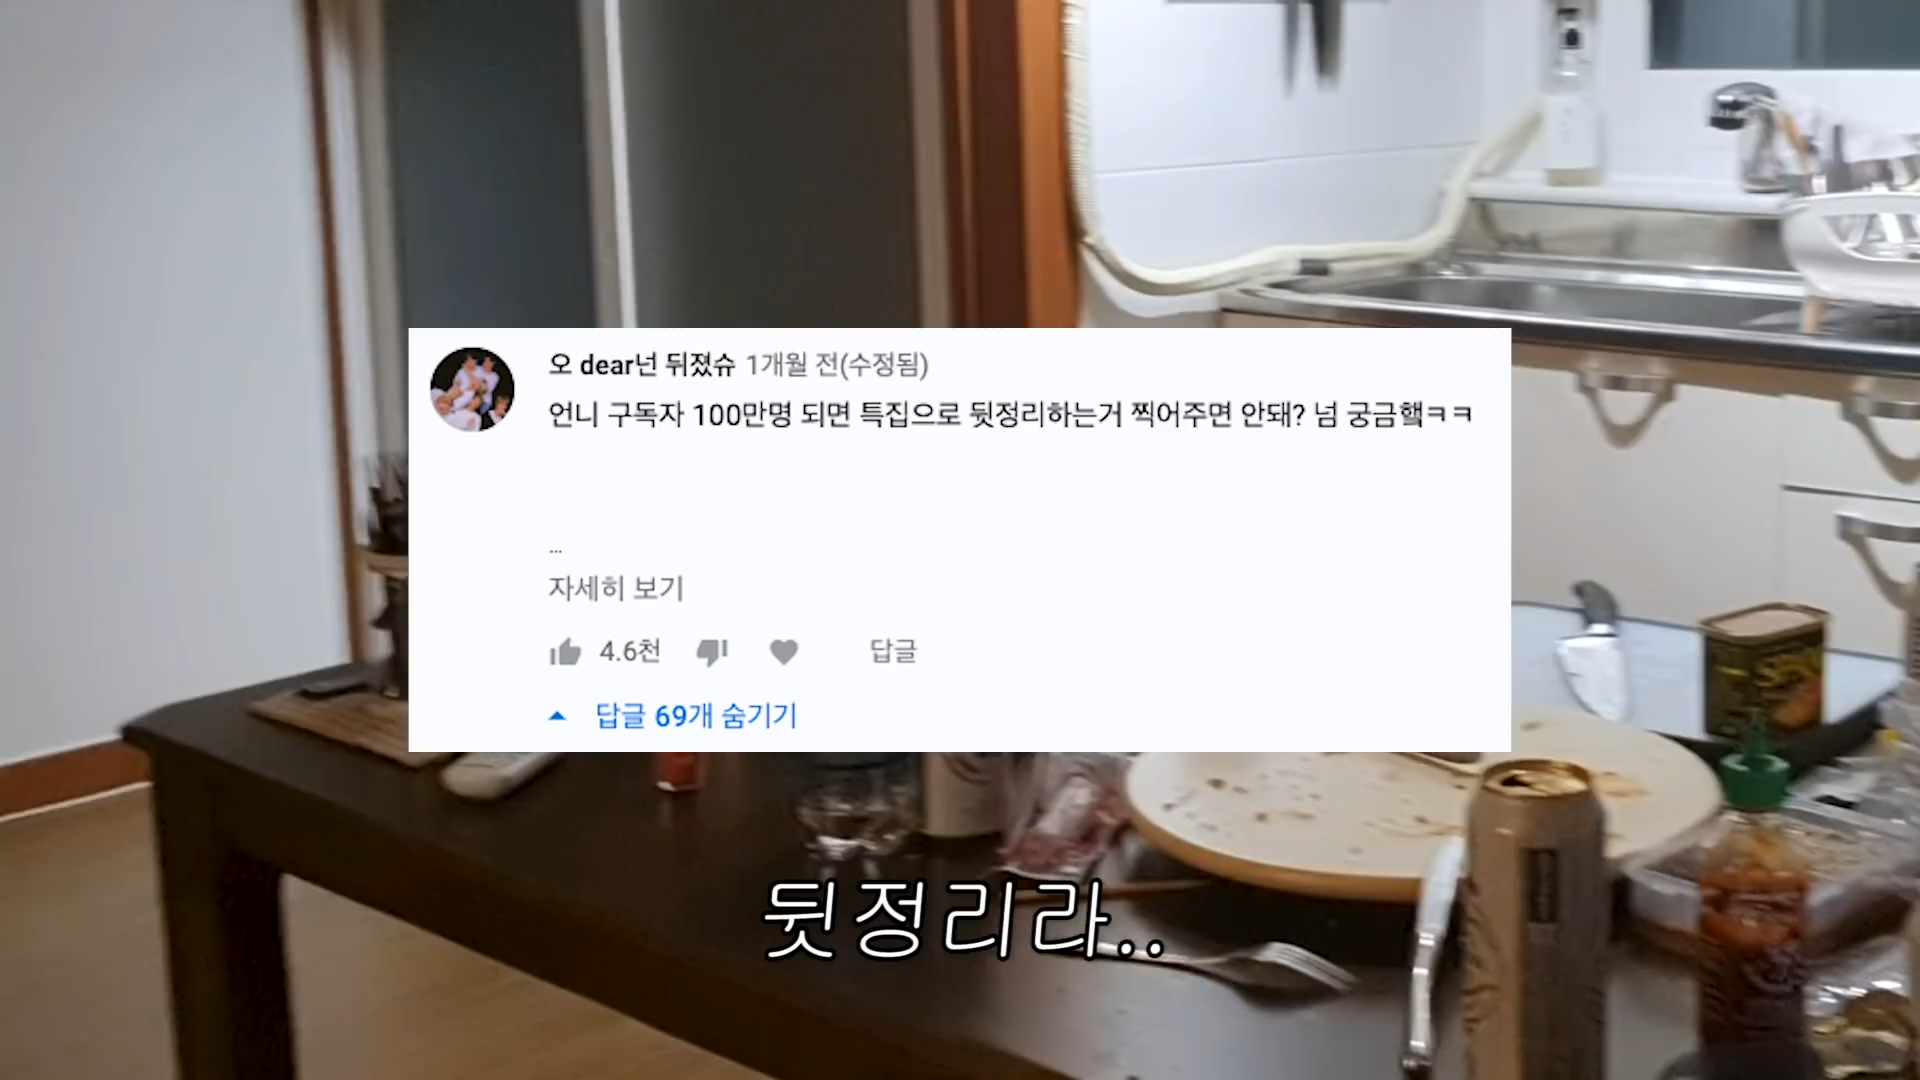 오 dear넌 뒤졌슈 1개월 전(수정됨)
언니 구독자 100만명 되면 특집으로 뒷정리하는거 찍어주면 안돼? 넘 궁금햌ㅋㅋ
...
자세히 보기
4.6천 답글
답글 69개 숨기기
SPAM
뒷정리라..